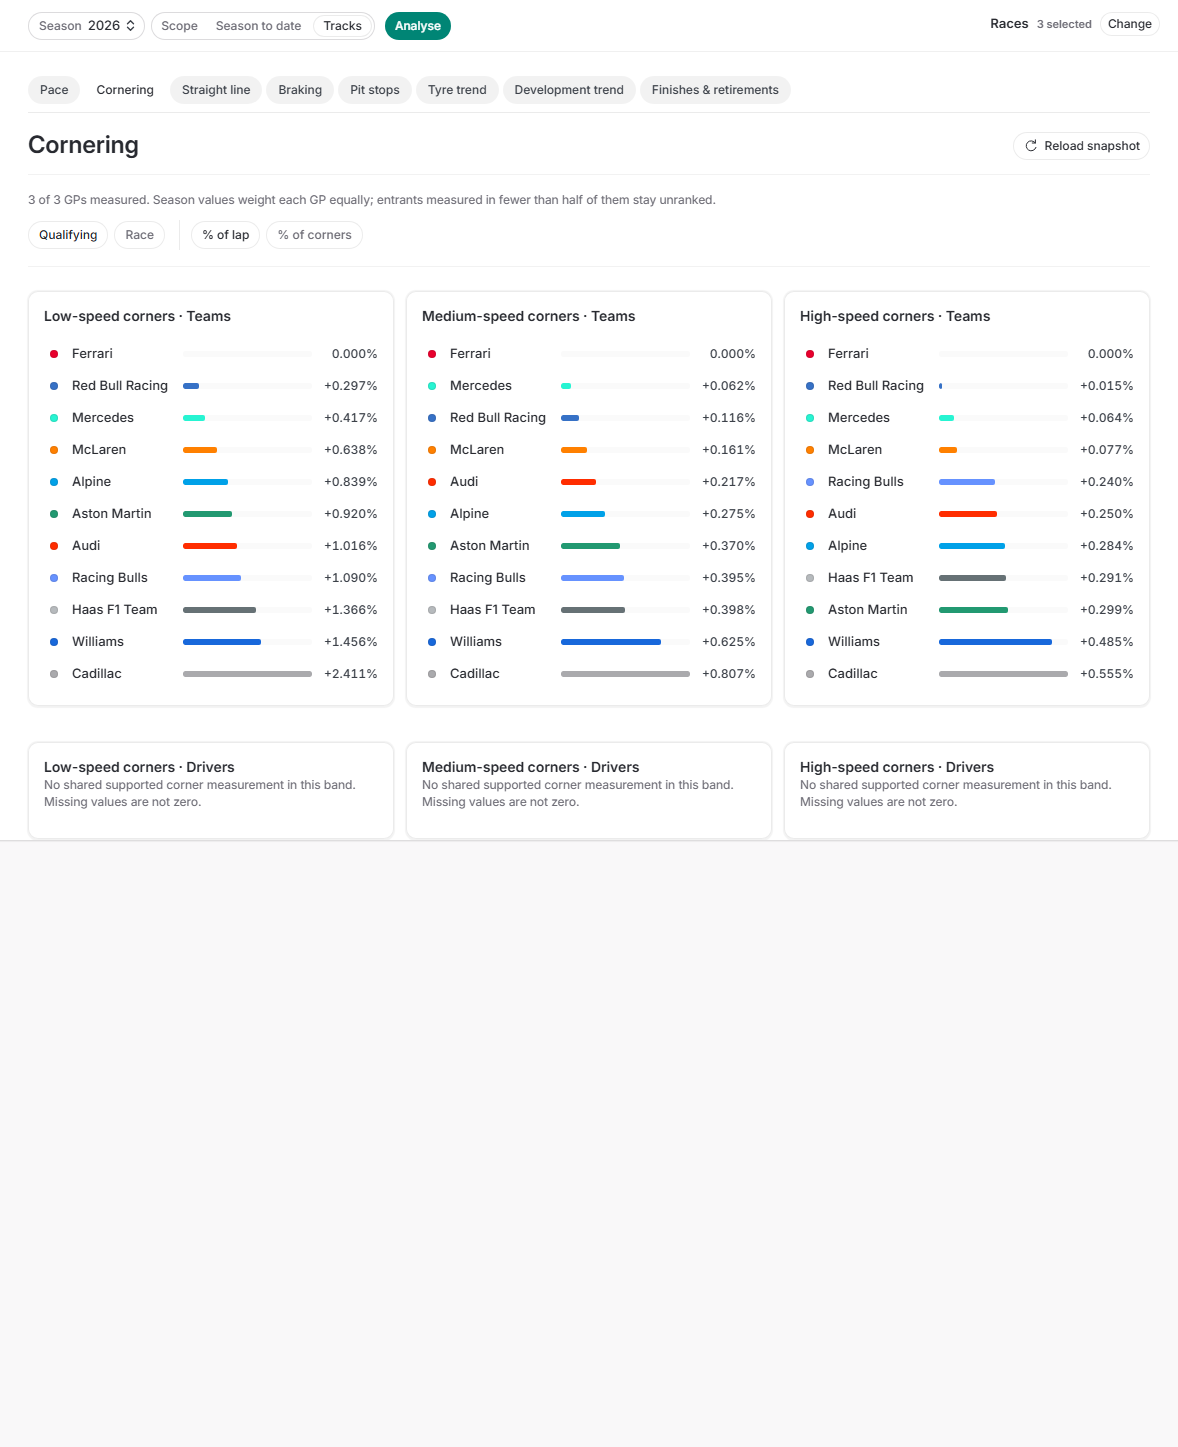 Season 2026 Scope Season to date Tracks Analyse Races 3 selected Change
Pace Cornering Straight line Braking Pit stops Tyre trend Development trend Finishes & retirements
Cornering Reload snapshot
3 of 3 GPs measured. Season values weight each GP equally; entrants measured in fewer than half of them stay unranked.
Qualifying Race % of lap % of corners
Low-speed corners · Teams
Ferrari 0.000%
Red Bull Racing +0.297%
Mercedes +0.417%
McLaren +0.638%
Alpine +0.839%
Aston Martin +0.920%
Audi +1.016%
Racing Bulls +1.090%
Haas F1 Team +1.366%
Williams +1.456%
Cadillac +2.411%
Medium-speed corners · Teams
Ferrari 0.000%
Mercedes +0.062%
Red Bull Racing +0.116%
McLaren +0.161%
Audi +0.217%
Alpine +0.275%
Aston Martin +0.370%
Racing Bulls +0.395%
Haas F1 Team +0.398%
Williams +0.625%
Cadillac +0.807%
High-speed corners · Teams
Ferrari 0.000%
Red Bull Racing +0.015%
Mercedes +0.064%
McLaren +0.077%
Racing Bulls +0.240%
Audi +0.250%
Alpine +0.284%
Haas F1 Team +0.291%
Aston Martin +0.299%
Williams +0.485%
Cadillac +0.555%
Low-speed corners · Drivers
No shared supported corner measurement in this band.
Missing values are not zero.
Medium-speed corners · Drivers
No shared supported corner measurement in this band.
Missing values are not zero.
High-speed corners · Drivers
No shared supported corner measurement in this band.
Missing values are not zero.